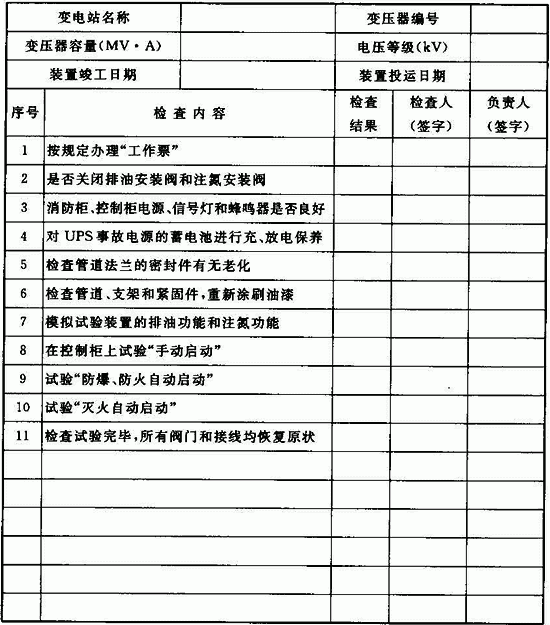 变电站名称 变压器编号
变压器容量(MV·A) 电压等级(kV)
装置竣工日期 装置投运日期
序号 检查内容 检查结果 检查人(签字) 负责人(签字)
1 按规定办理“工作票”
2 是否关闭排油安装阀和注氮安装阀
3 消防柜、控制柜电源、信号灯和蜂鸣器是否良好
4 对UPS事故电源的蓄电池进行充、放电保养
5 检查管道法兰的密封件有无老化
6 检查管道、支架和紧固件,重新涂刷油漆
7 模拟试验装置的排油功能和注氮功能
8 在控制柜上试验“手动启动”
9 试验“防爆、防火自动启动”
10 试验“灭火自动启动”
11 检查试验完毕,所有阀门和接线均恢复原状